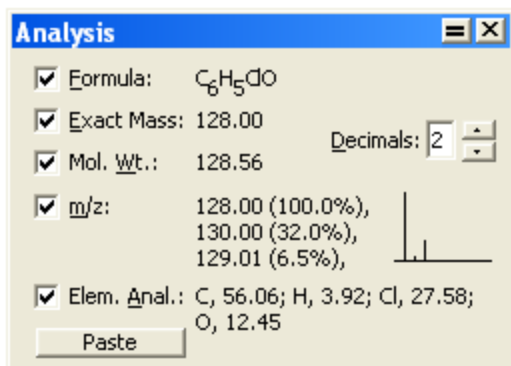 Analysis
Formula: C6H5ClO
Exact Mass: 128.00
Decimals: 2
Mol. Wt.: 128.56
m/z: 128.00 (100.0%),
130.00 (32.0%),
129.01 (6.5%),
Elem. Anal.: C, 56.06; H, 3.92; Cl, 27.58;
O, 12.45
Paste